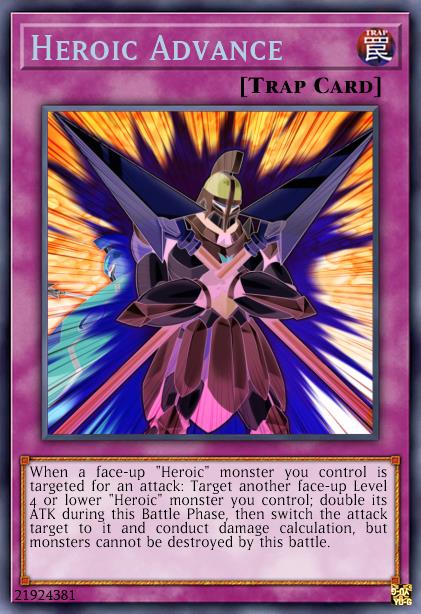 Heroic Advance
TRAP
罠
[Trap Card]
When a face-up "Heroic" monster you control is
targeted for an attack: Target another face-up Level
4 or lower "Heroic" monster you control; double its
ATK during this Battle Phase, then switch the attack
target to it and conduct damage calculation, but
monsters cannot be destroyed by this battle.
21924381